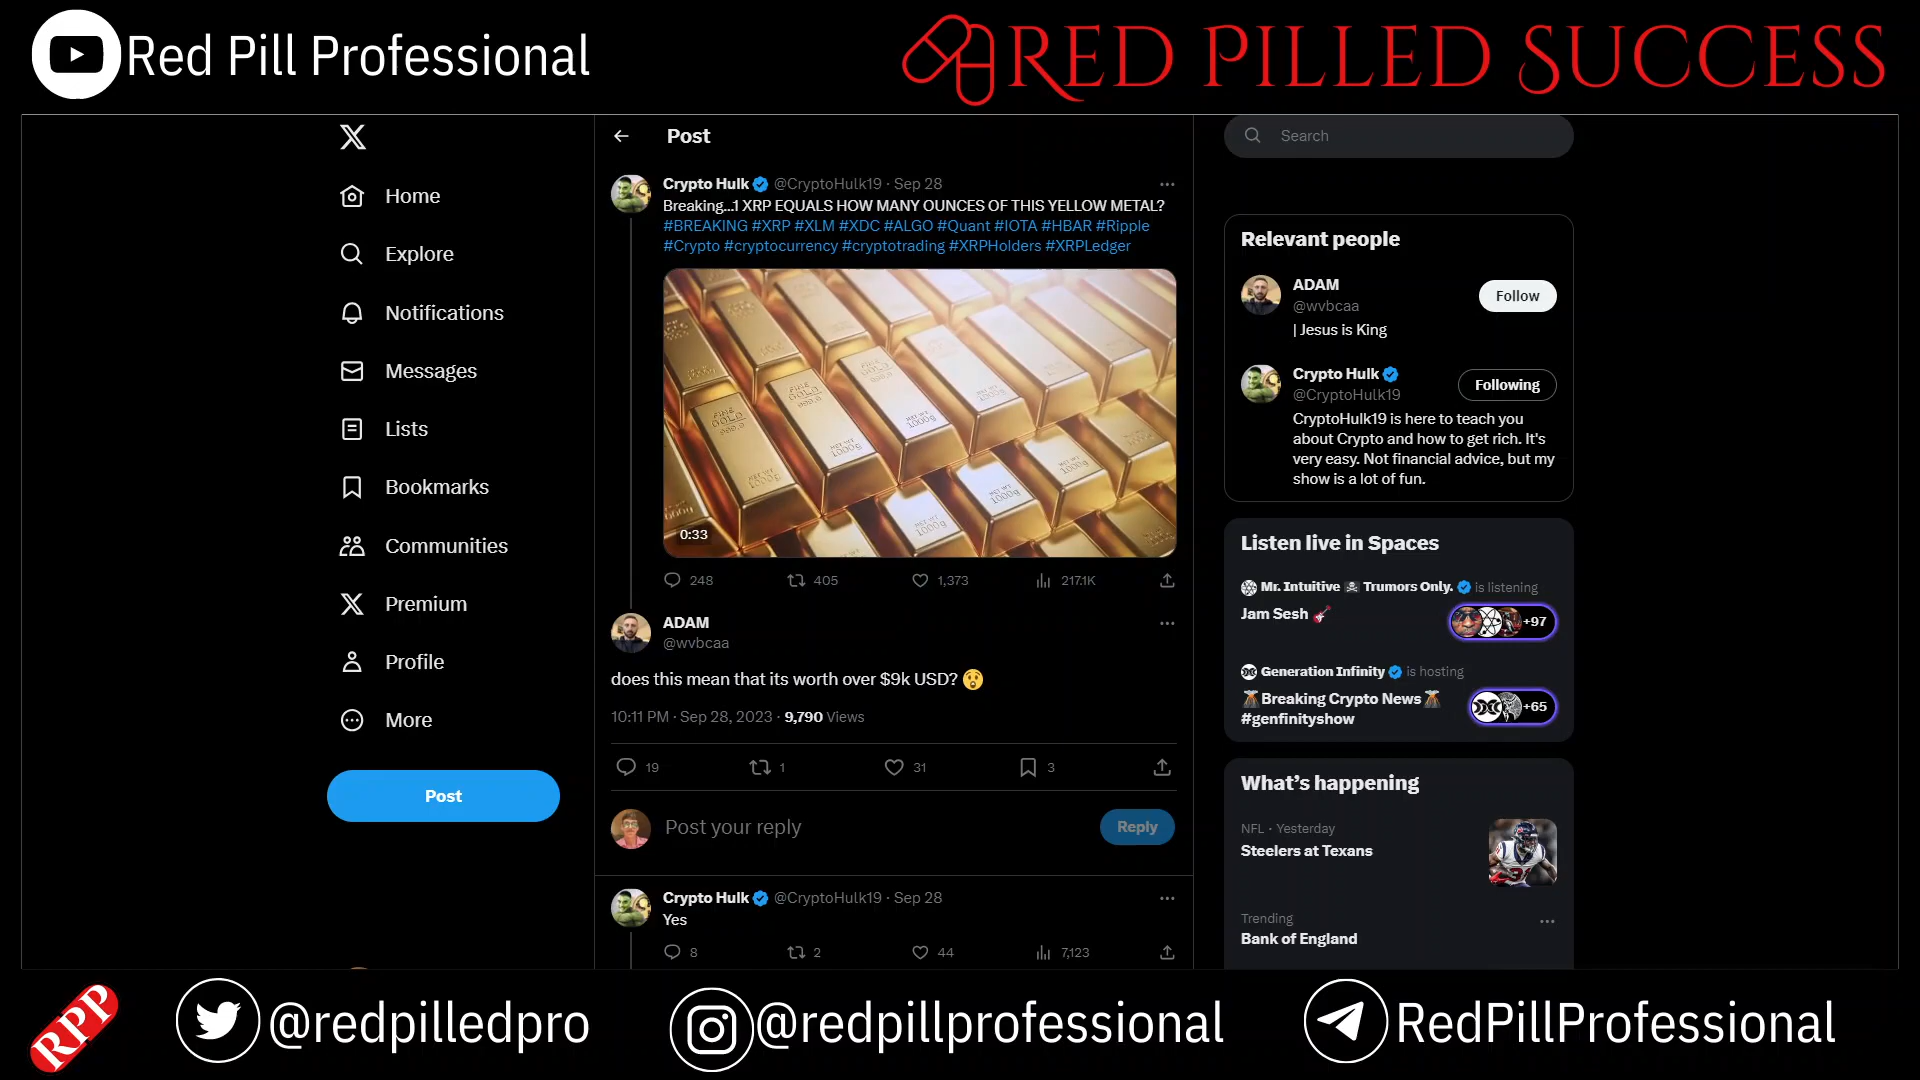 Red Pill Professional
RED PILLED SUCCESS
Home
Explore
Notifications
Messages
Lists
Bookmarks
Communities
Premium
Profile
More
Post
Post
Crypto Hulk @CryptoHulk19 · Sep 28
Breaking...1 XRP EQUALS HOW MANY OUNCES OF THIS YELLOW METAL?
#BREAKING #XRP #XLM #XDC #ALGO #Quant #IOTA #HBAR #Ripple
#Crypto #cryptocurrency #cryptotrading #XRPHolders #XRPLedger
FINE
GOLD
999.9
NET WT
1000g
0:33
248 405 1,373 217.1K
ADAM
@wvbcaa
does this mean that its worth over $9k USD? 😲
10:11 PM · Sep 28, 2023 · 9,790 Views
19 1 31 3
Post your reply
Reply
Crypto Hulk @CryptoHulk19 · Sep 28
Yes
8 2 44 7,123
Search
Relevant people
ADAM
@wvbcaa
Follow
| Jesus is King
Crypto Hulk
@CryptoHulk19
Following
CryptoHulk19 is here to teach you
about Crypto and how to get rich. It's
very easy. Not financial advice, but my
show is a lot of fun.
Listen live in Spaces
Mr. Intuitive ☠ Trumors Only. is listening
Jam Sesh 🎸
+97
Generation Infinity is hosting
🌋Breaking Crypto News🌋
#genfinityshow
+65
What's happening
NFL · Yesterday
Steelers at Texans
Trending
Bank of England
RPP
@redpilledpro
@redpillprofessional
RedPillProfessional